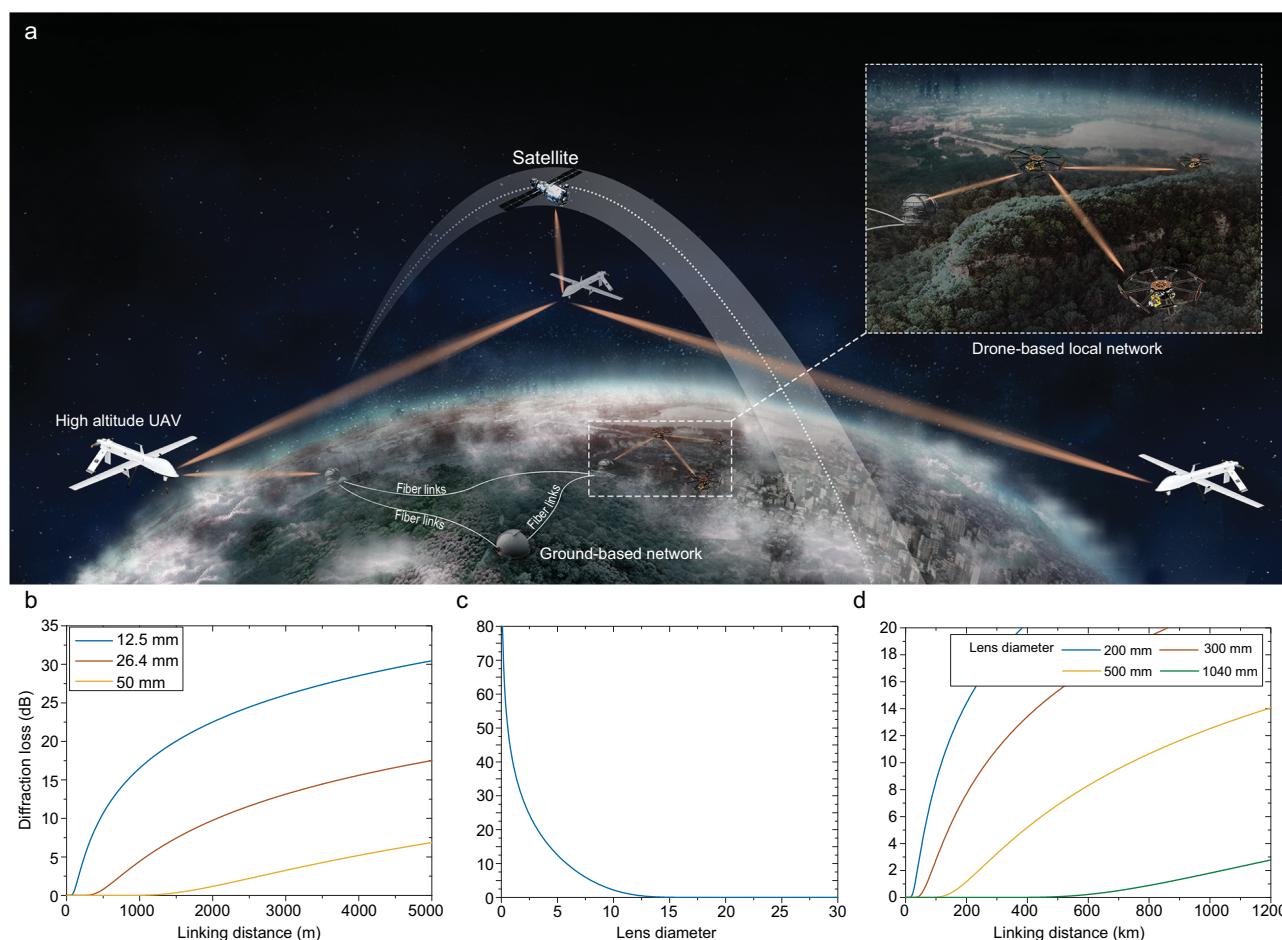 a
Satellite
High altitude UAV
Fiber links
Fiber links
Fiber links
Ground-based network
Drone-based local network
b
35
30
25
20
15
10
5
0
Diffraction loss (dB)
12.5 mm
26.4 mm
50 mm
0 1000 2000 3000 4000 5000
Linking distance (m)
c
80
70
60
50
40
30
20
10
0
0 5 10 15 20 25 30
Lens diameter
d
20
18
16
14
12
10
8
6
4
2
0
Lens diameter
200 mm
300 mm
500 mm
1040 mm
0 200 400 600 800 1000 1200
Linking distance (km)